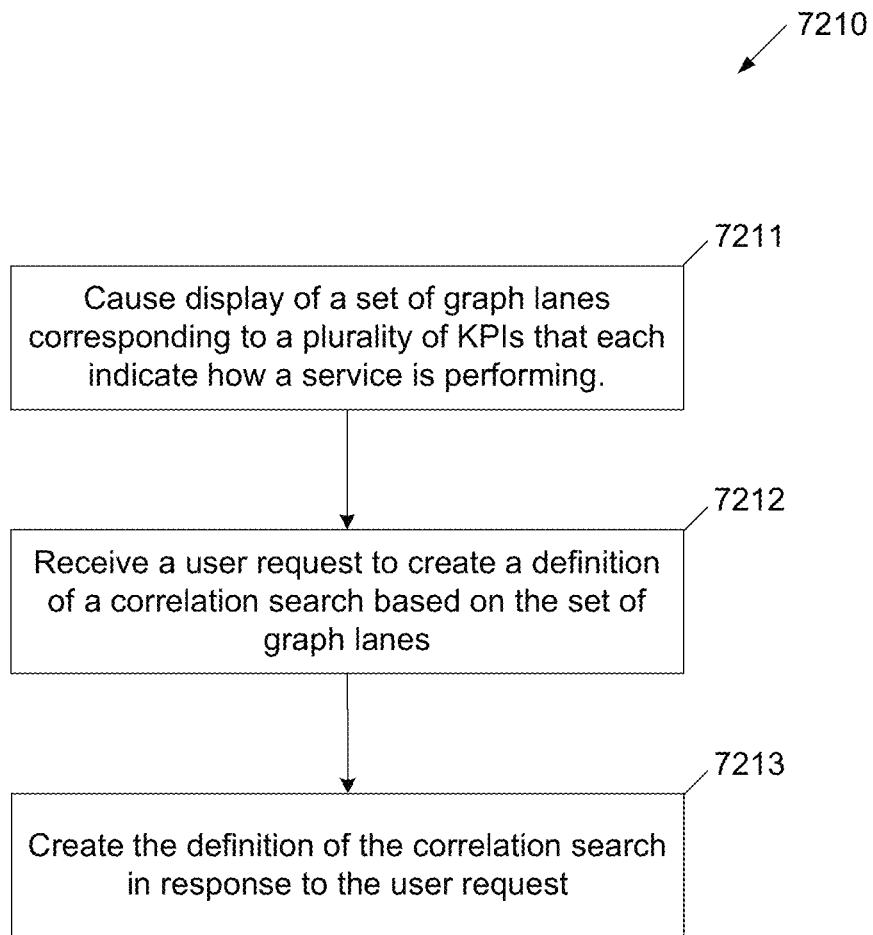 7210
7211
Cause display of a set of graph lanes
corresponding to a plurality of KPIs that each
indicate how a service is performing.
7212
Receive a user request to create a definition
of a correlation search based on the set of
graph lanes
7213
Create the definition of the correlation search
in response to the user request